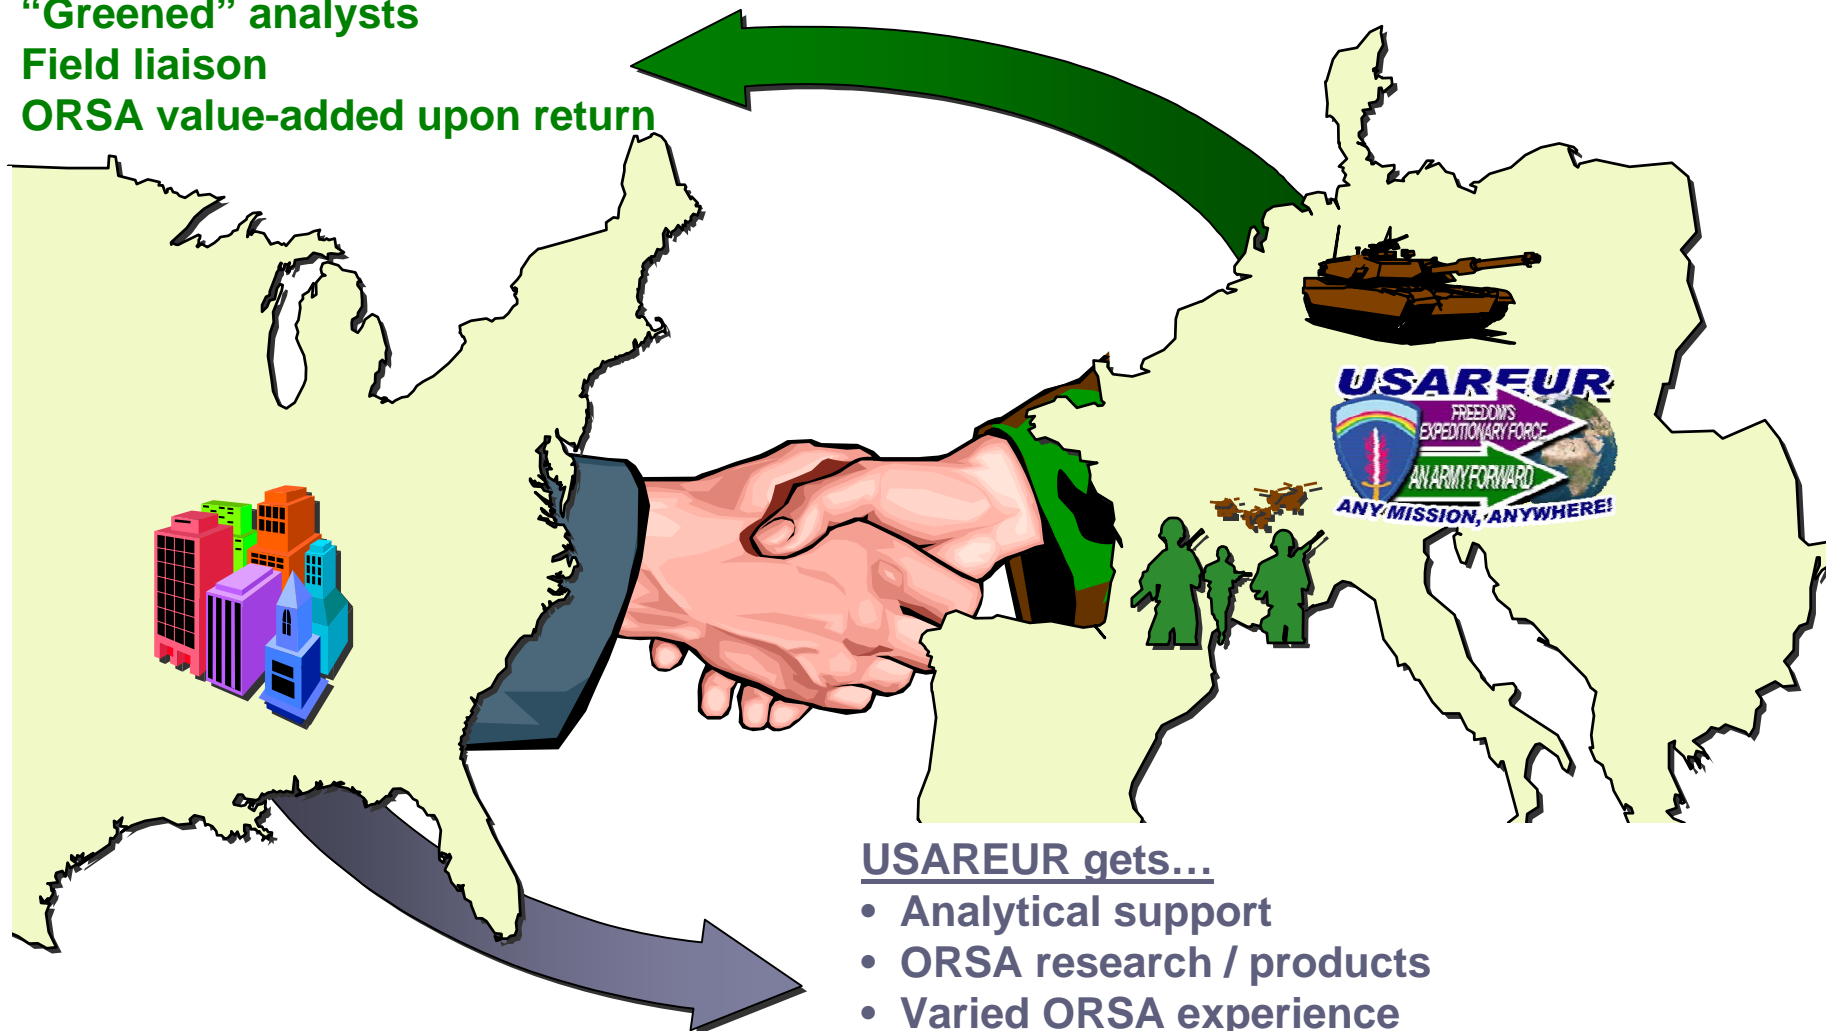 “Greened” analysts
Field liaison
ORSA value-added upon return
USAREUR
FREEDOM'S
EXPEDITIONARY FORCE
AN ARMY FORWARD
ANY MISSION, ANYWHERE!
USAREUR gets…
• Analytical support
• ORSA research / products
• Varied ORSA experience